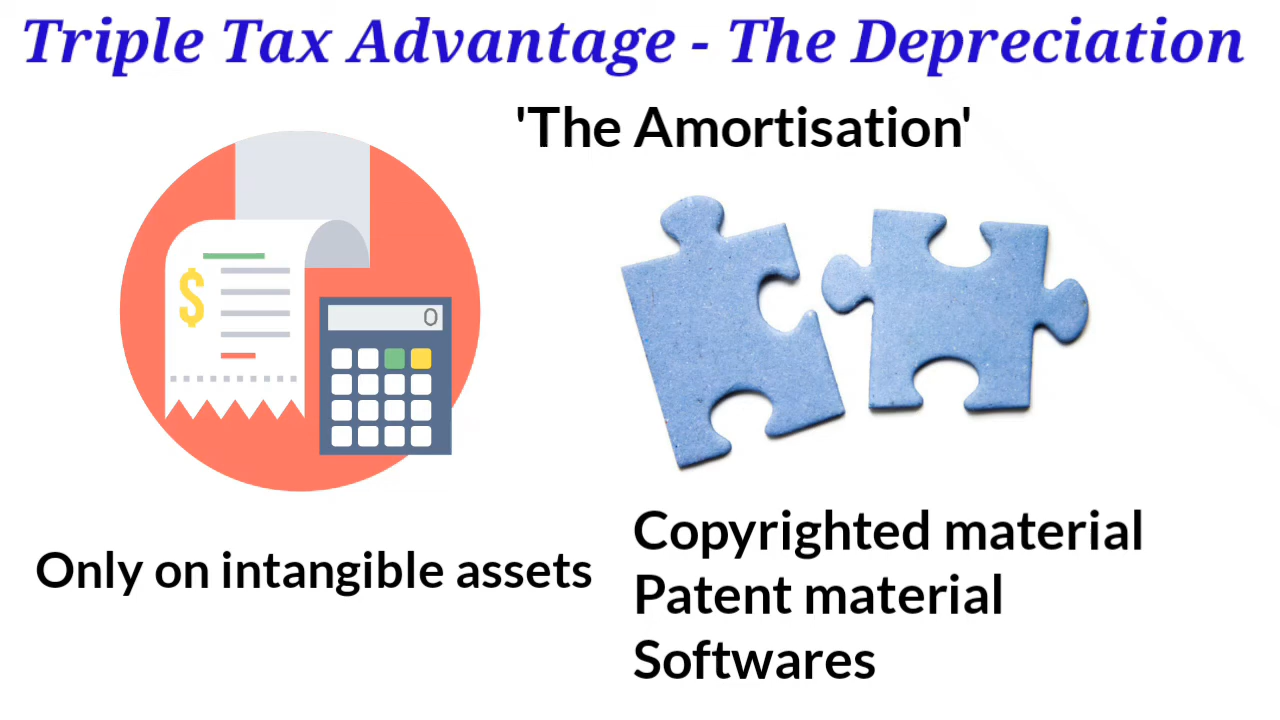 Triple Tax Advantage - The Depreciation
'The Amortisation'
$
0
Only on intangible assets
Copyrighted material
Patent material
Softwares